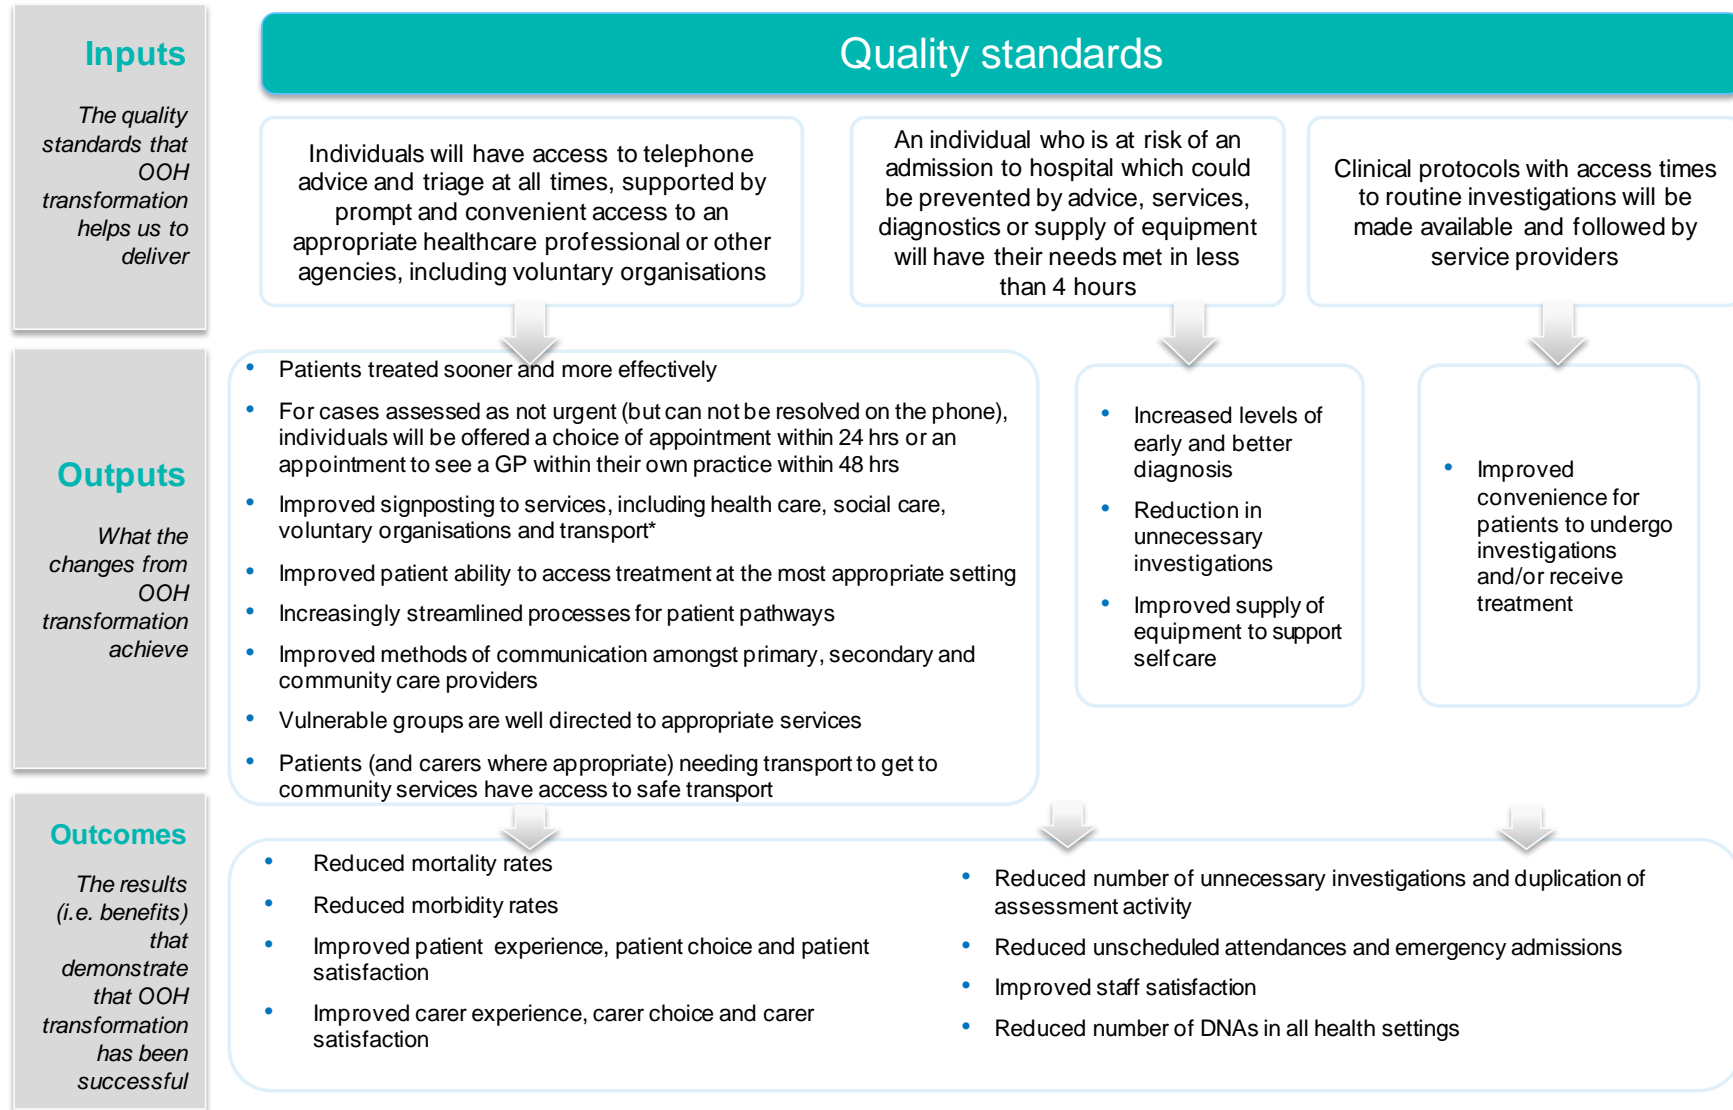 Inputs
The quality
standards that
OOH
transformation
helps us to
deliver
Quality standards
Individuals will have access to telephone
advice and triage at all times, supported by
prompt and convenient access to an
appropriate healthcare professional or other
agencies, including voluntary organisations
An individual who is at risk of an
admission to hospital which could
be prevented by advice, services,
diagnostics or supply of equipment
will have their needs met in less
than 4 hours
Clinical protocols with access times
to routine investigations will be
made available and followed by
service providers
Outputs
What the
changes from
OOH
transformation
achieve
• Patients treated sooner and more effectively
• For cases assessed as not urgent (but can not be resolved on the phone),
individuals will be offered a choice of appointment within 24 hrs or an
appointment to see a GP within their own practice within 48 hrs
• Improved signposting to services, including health care, social care,
voluntary organisations and transport*
• Improved patient ability to access treatment at the most appropriate setting
• Increasingly streamlined processes for patient pathways
• Improved methods of communication amongst primary, secondary and
community care providers
• Vulnerable groups are well directed to appropriate services
• Patients (and carers where appropriate) needing transport to get to
community services have access to safe transport
• Increased levels of
early and better
diagnosis
• Reduction in
unnecessary
investigations
• Improved supply of
equipment to support
self care
• Improved
convenience for
patients to undergo
investigations
and/or receive
treatment
Outcomes
The results
(i.e. benefits)
that
demonstrate
that OOH
transformation
has been
successful
• Reduced mortality rates
• Reduced morbidity rates
• Improved patient experience, patient choice and patient
satisfaction
• Improved carer experience, carer choice and carer
satisfaction
• Reduced number of unnecessary investigations and duplication of
assessment activity
• Reduced unscheduled attendances and emergency admissions
• Improved staff satisfaction
• Reduced number of DNAs in all health settings